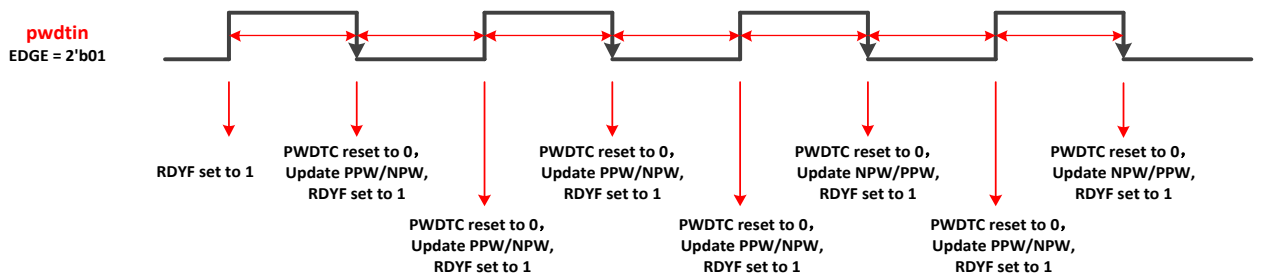 pwdtin
EDGE = 2'b01
RDYF set to 1
PWDTC reset to 0，
Update PPW/NPW,
RDYF set to 1
PWDTC reset to 0，
Update PPW/NPW,
RDYF set to 1
PWDTC reset to 0，
Update PPW/NPW,
RDYF set to 1
PWDTC reset to 0，
Update PPW/NPW,
RDYF set to 1
PWDTC reset to 0，
Update NPW/PPW,
RDYF set to 1
PWDTC reset to 0，
Update PPW/NPW,
RDYF set to 1
PWDTC reset to 0，
Update NPW/PPW,
RDYF set to 1